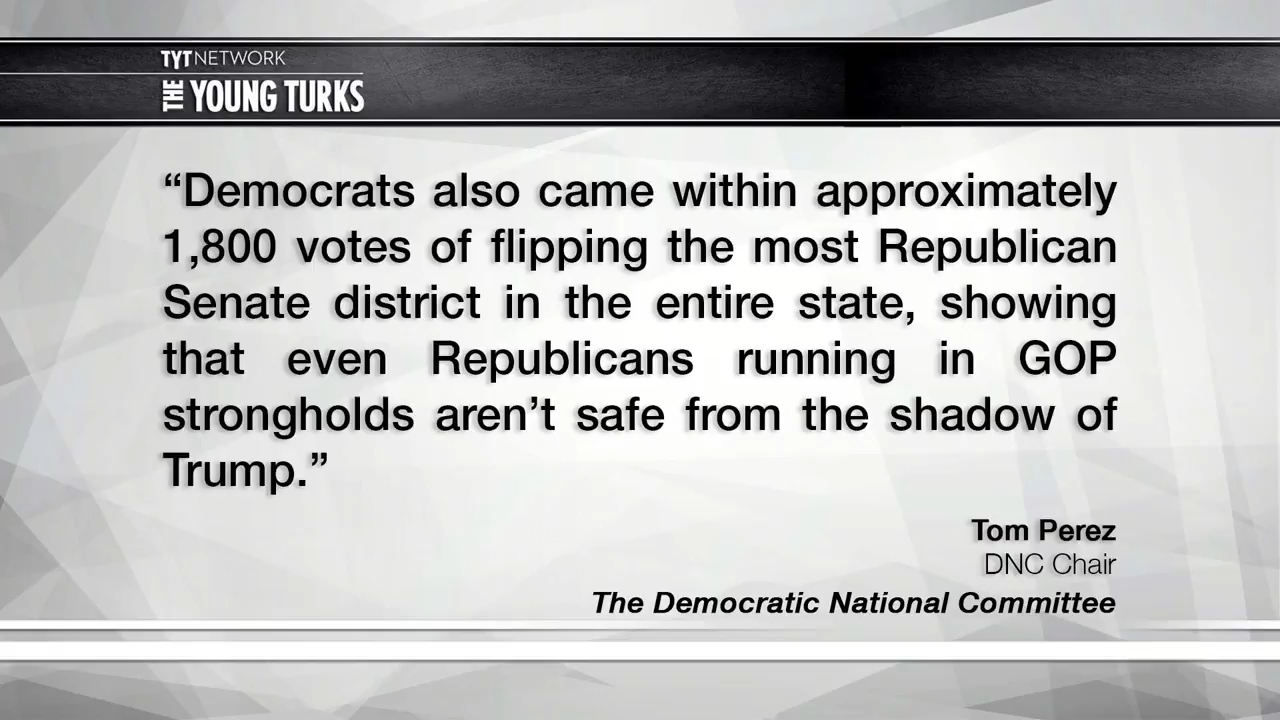 TYT NETWORK
THE YOUNG TURKS
“Democrats also came within approximately
1,800 votes of flipping the most Republican
Senate district in the entire state, showing
that even Republicans running in GOP
strongholds aren’t safe from the shadow of
Trump.”
Tom Perez
DNC Chair
The Democratic National Committee